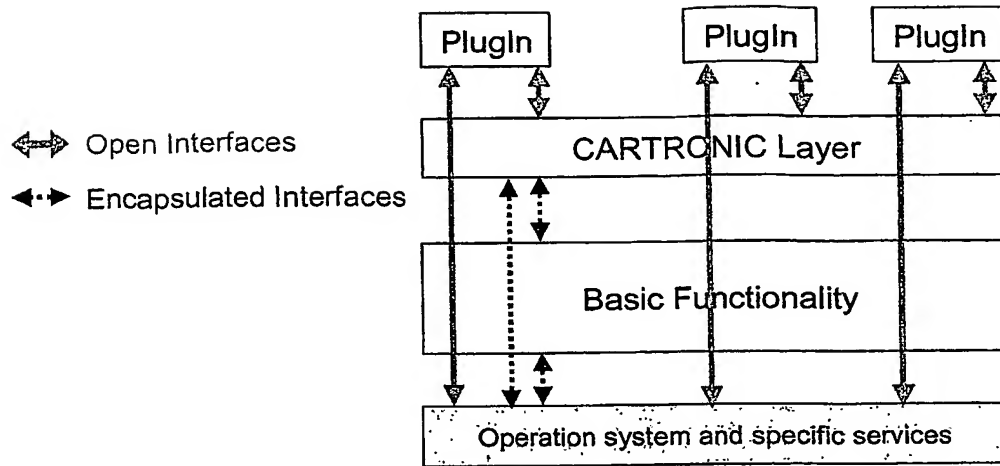 PlugIn
PlugIn
PlugIn
Open Interfaces
CARTRONIC Layer
Encapsulated Interfaces
Basic Functionality
Operation system and specific services